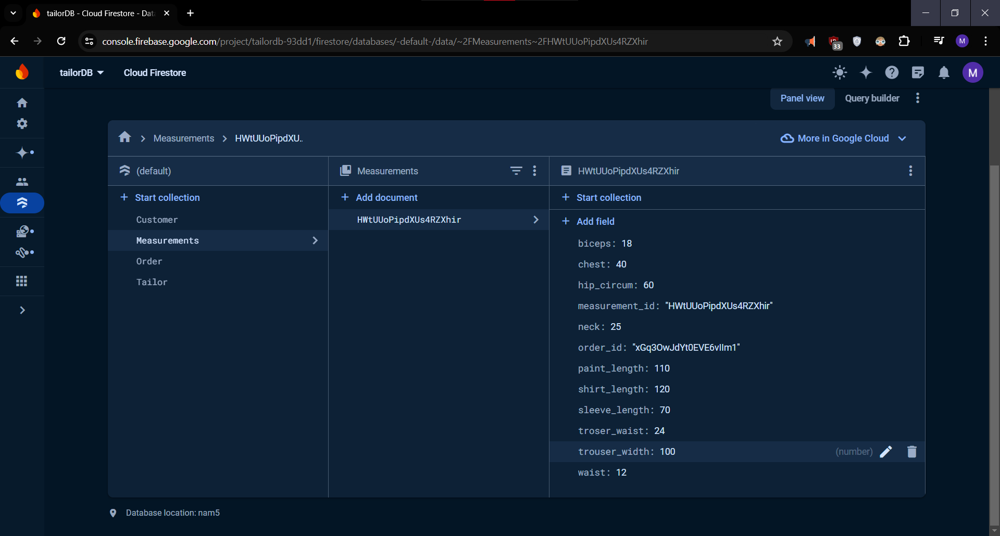 tailorDB - Cloud Firestore - Dat
console.firebase.google.com/project/tailordb-93dd1/firestore/databases/-default-/data/~2FMeasurements~2FHWtUUoPipdXUs4RZXhir
33
M
tailorDB
Cloud Firestore
M
Panel view
Query builder
Measurements
HWtUUoPipdXU..
More in Google Cloud
(default)
Measurements
HWtUUoPipdXUs4RZXhir
+ Start collection
Customer
Measurements
Order
Tailor
+ Add document
HWtUUoPipdXUs4RZXhir
+ Start collection
+ Add field
biceps: 18
chest: 40
hip_circum: 60
measurement_id: "HWtUUoPipdXUs4RZXhir"
neck: 25
order_id: "xGq3OwJdYt0EVE6vIIm1"
paint_length: 110
shirt_length: 120
sleeve_length: 70
troser_waist: 24
trouser_width: 100 (number)
waist: 12
Database location: nam5